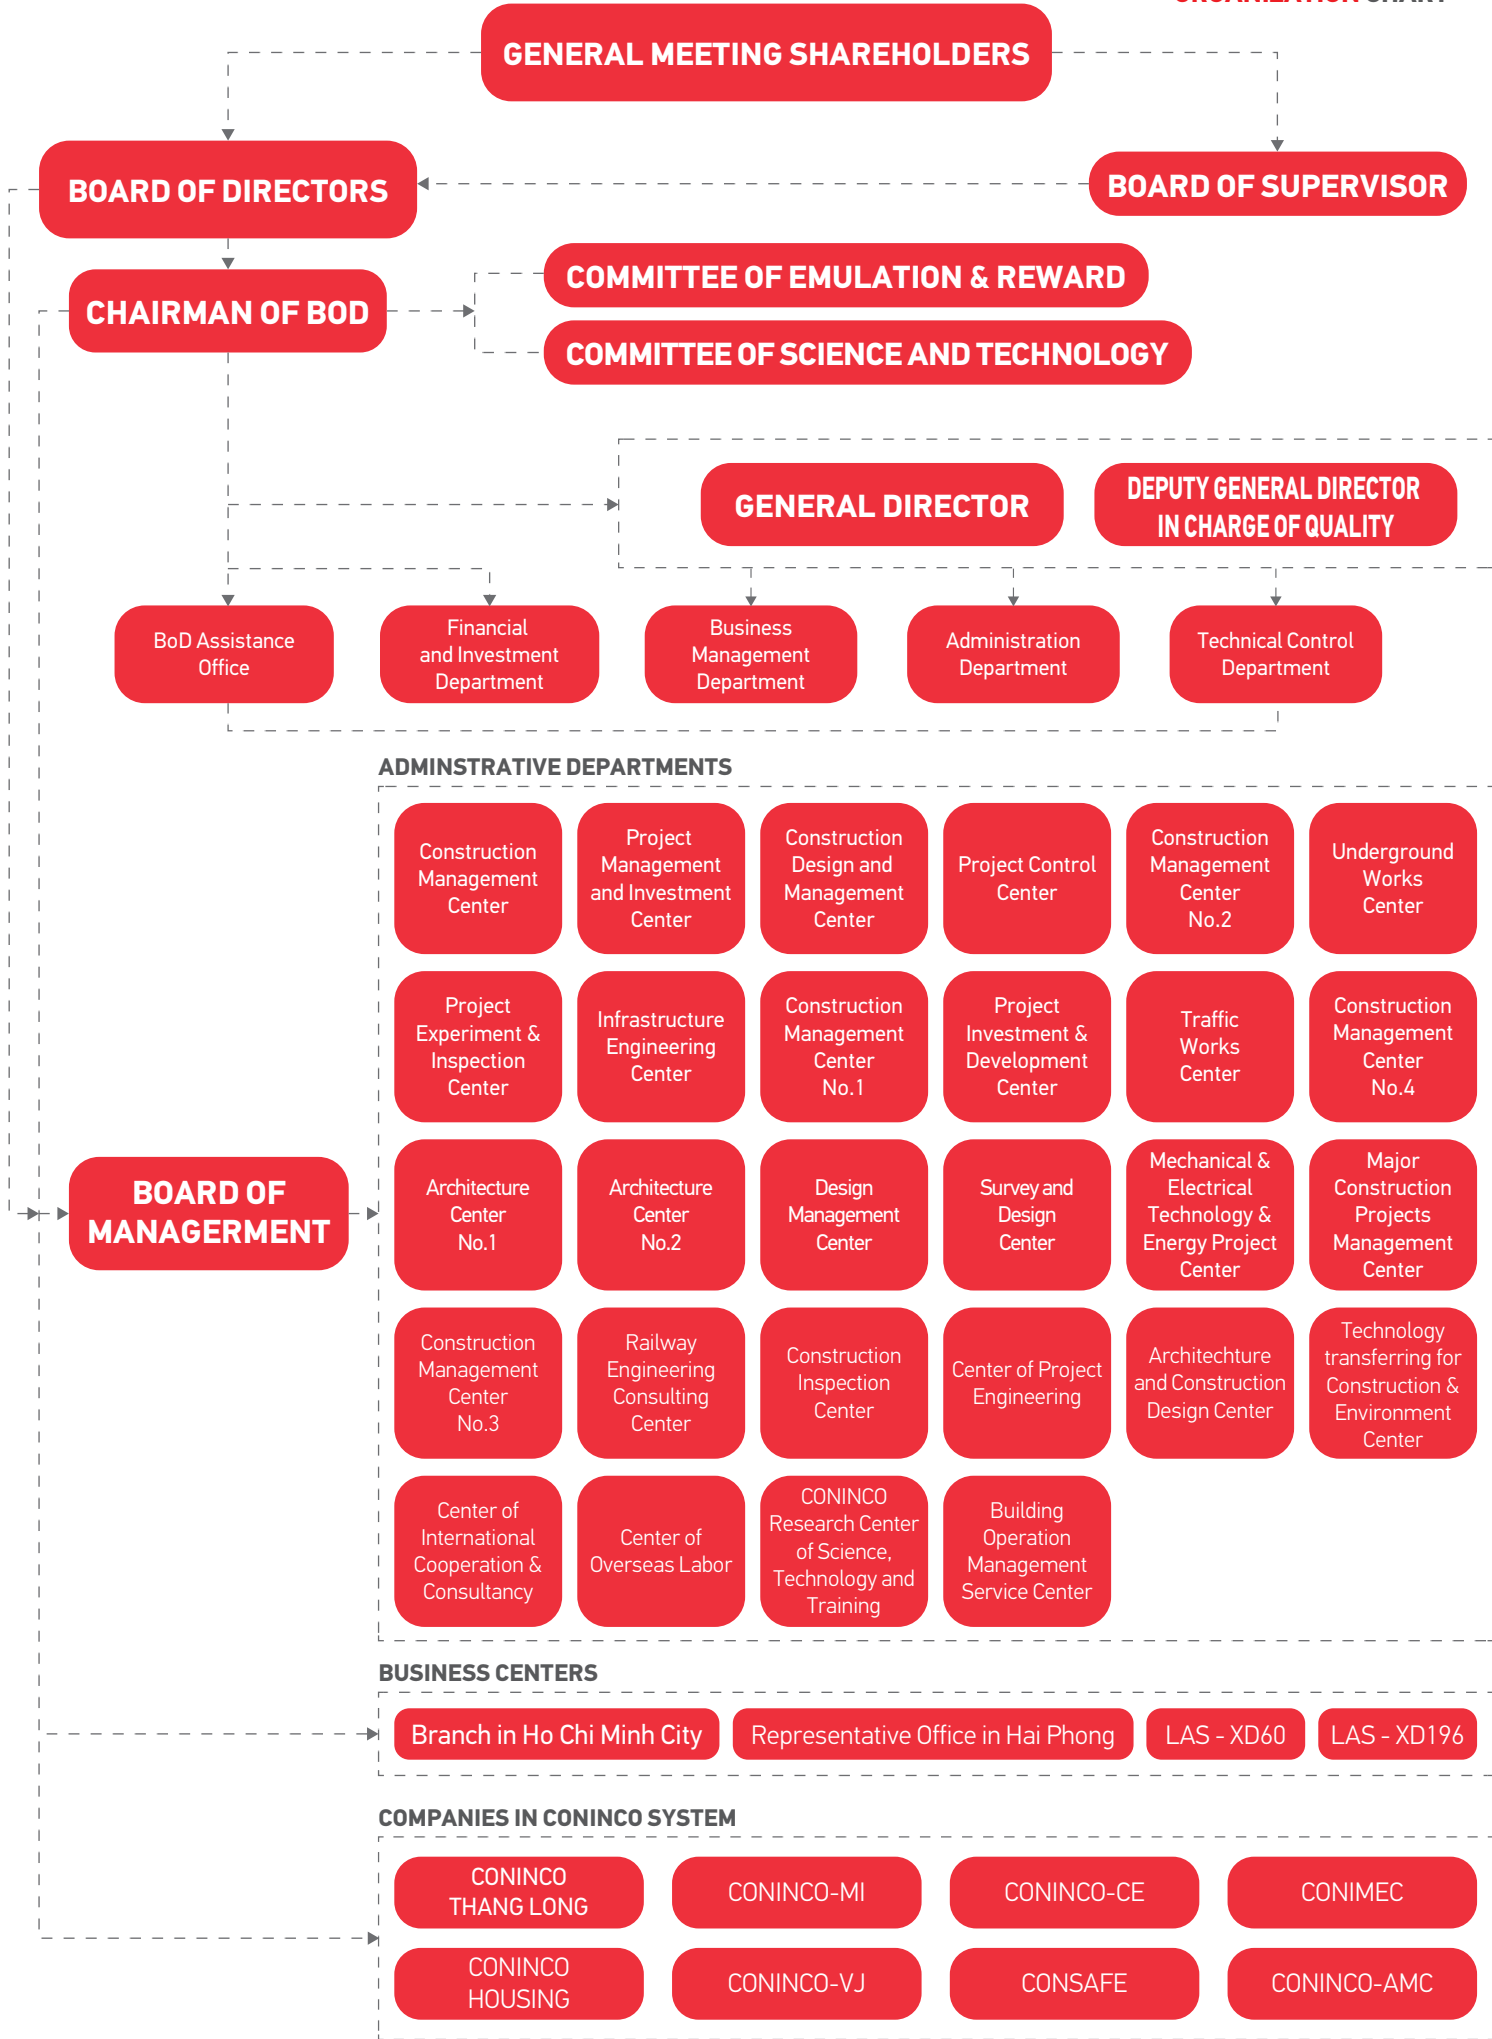 ORGANIZATION CHART
GENERAL MEETING SHAREHOLDERS
BOARD OF DIRECTORS
BOARD OF SUPERVISOR
COMMITTEE OF EMULATION & REWARD
CHAIRMAN OF BOD
COMMITTEE OF SCIENCE AND TECHNOLOGY
GENERAL DIRECTOR
DEPUTY GENERAL DIRECTOR
IN CHARGE OF QUALITY
BoD Assistance
Office
Financial
and Investment
Department
Business
Management
Department
Administration
Department
Technical Control
Department
ADMINSTRATIVE DEPARTMENTS
Construction
Management
Center
Project
Management
and Investment
Center
Construction
Design and
Management
Center
Project Control
Center
Construction
Management
Center
No.2
Underground
Works
Center
Project
Experiment &
Inspection
Center
Infrastructure
Engineering
Center
Construction
Management
Center
No.1
Project
Investment &
Development
Center
Traffic
Works
Center
Construction
Management
Center
No.4
BOARD OF
MANAGERMENT
Architecture
Center
No.1
Architecture
Center
No.2
Design
Management
Center
Survey and
Design
Center
Mechanical &
Electrical
Technology &
Energy Project
Center
Major
Construction
Projects
Management
Center
Construction
Management
Center
No.3
Railway
Engineering
Consulting
Center
Construction
Inspection
Center
Center of Project
Engineering
Architechture
and Construction
Design Center
Technology
transferring for
Construction &
Environment
Center
Center of
International
Cooperation &
Consultancy
Center of
Overseas Labor
CONINCO
Research Center
of Science,
Technology and
Training
Building
Operation
Management
Service Center
BUSINESS CENTERS
Branch in Ho Chi Minh City
Representative Office in Hai Phong
LAS - XD60
LAS - XD196
COMPANIES IN CONINCO SYSTEM
CONINCO
THANG LONG
CONINCO-MI
CONINCO-CE
CONIMEC
CONINCO
HOUSING
CONINCO-VJ
CONSAFE
CONINCO-AMC